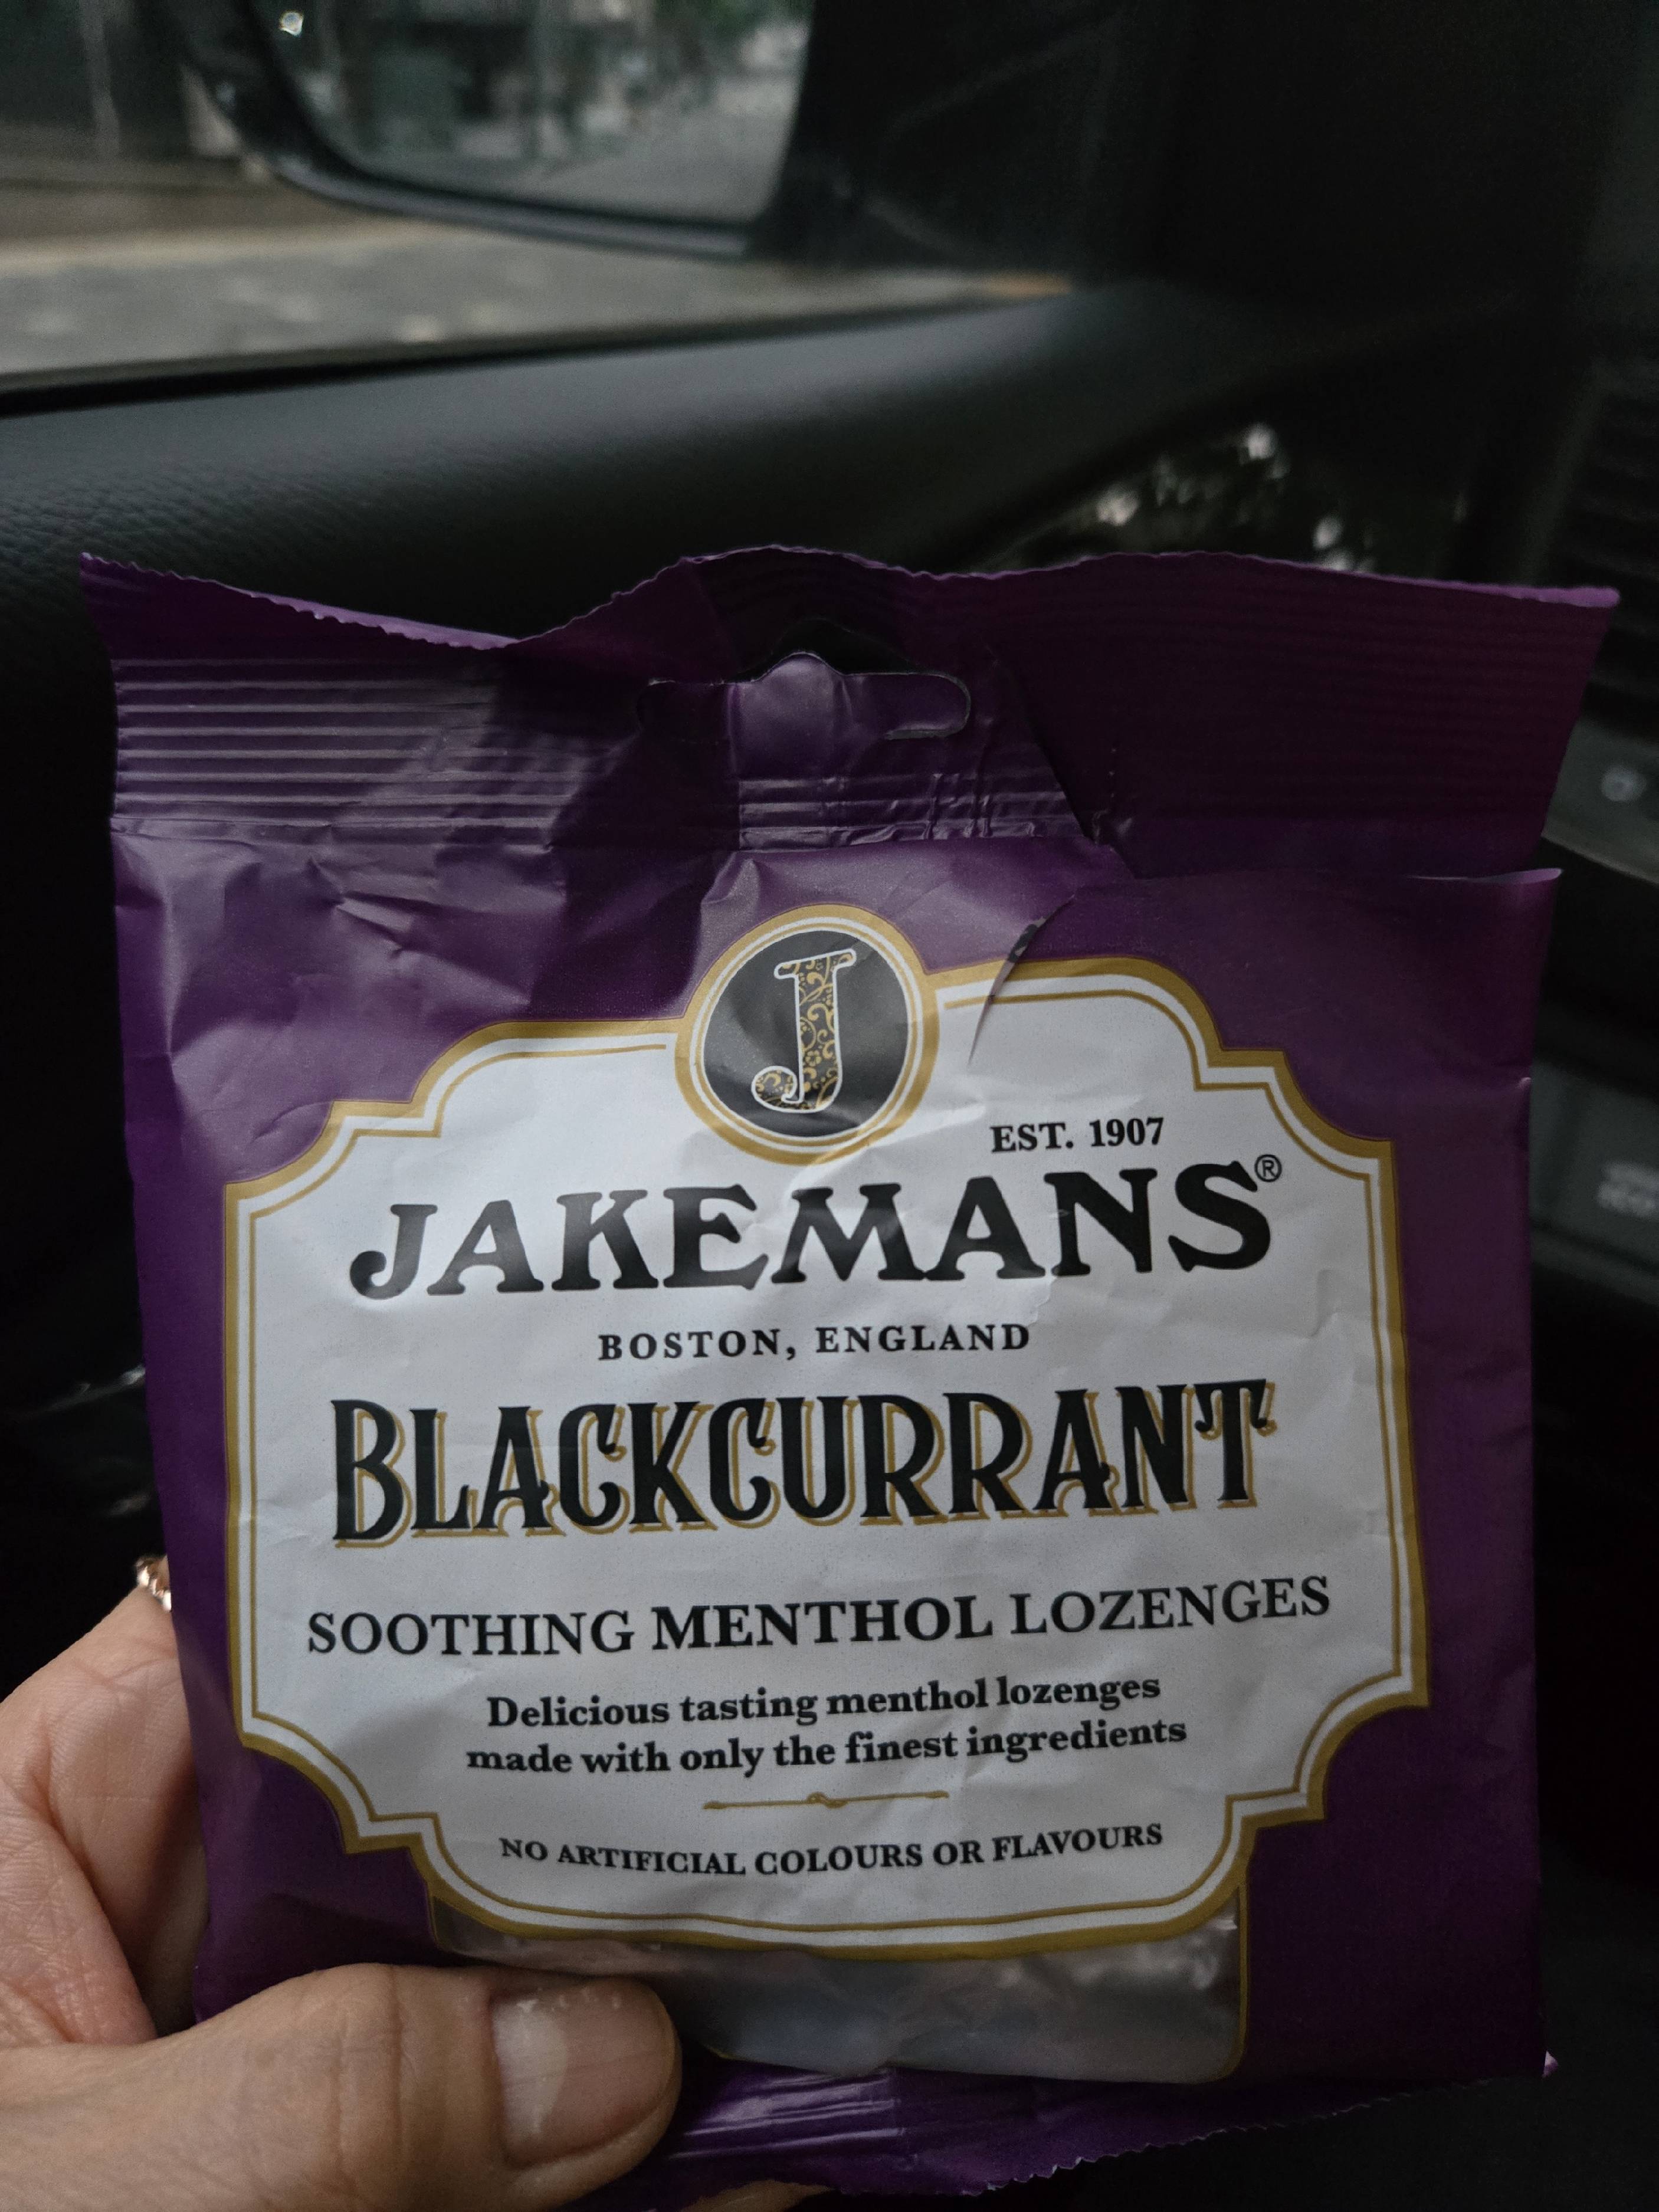 J
EST. 1907
JAKEMANS®
BOSTON, ENGLAND
BLACKCURRANT
SOOTHING MENTHOL LOZENGES
Delicious tasting menthol lozenges
made with only the finest ingredients
NO ARTIFICIAL COLOURS OR FLAVOURS